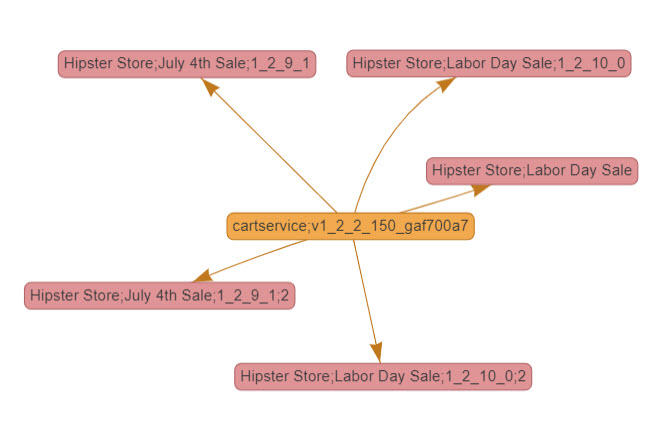 Hipster Store;July 4th Sale;1_2_9_1
Hipster Store;Labor Day Sale;1_2_10_0
Hipster Store;Labor Day Sale
cartservice;v1_2_2_150_gaf700a7
Hipster Store;July 4th Sale;1_2_9_1;2
Hipster Store;Labor Day Sale;1_2_10_0;2